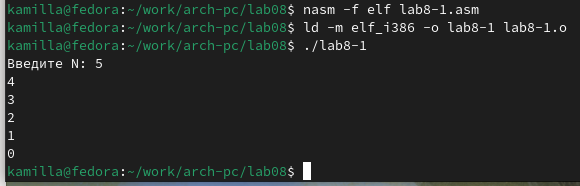 kamilla@fedora:~/work/arch-pc/lab08$ nasm -f elf lab8-1.asm
kamilla@fedora:~/work/arch-pc/lab08$ ld -m elf_i386 -o lab8-1 lab8-1.o
kamilla@fedora:~/work/arch-pc/lab08$ ./lab8-1
Введите N: 5
4
3
2
1
0
kamilla@fedora:~/work/arch-pc/lab08$